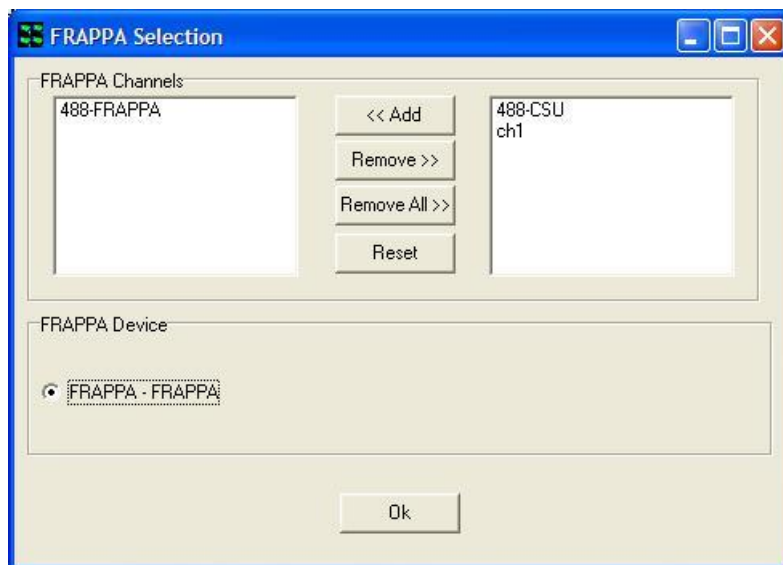 FRAPPA Selection
FRAPPA Channels
488-FRAPPA
<< Add
Remove >>
Remove All >>
Reset
488-CSU
ch1
FRAPPA Device
FRAPPA - FRAPPA
Ok